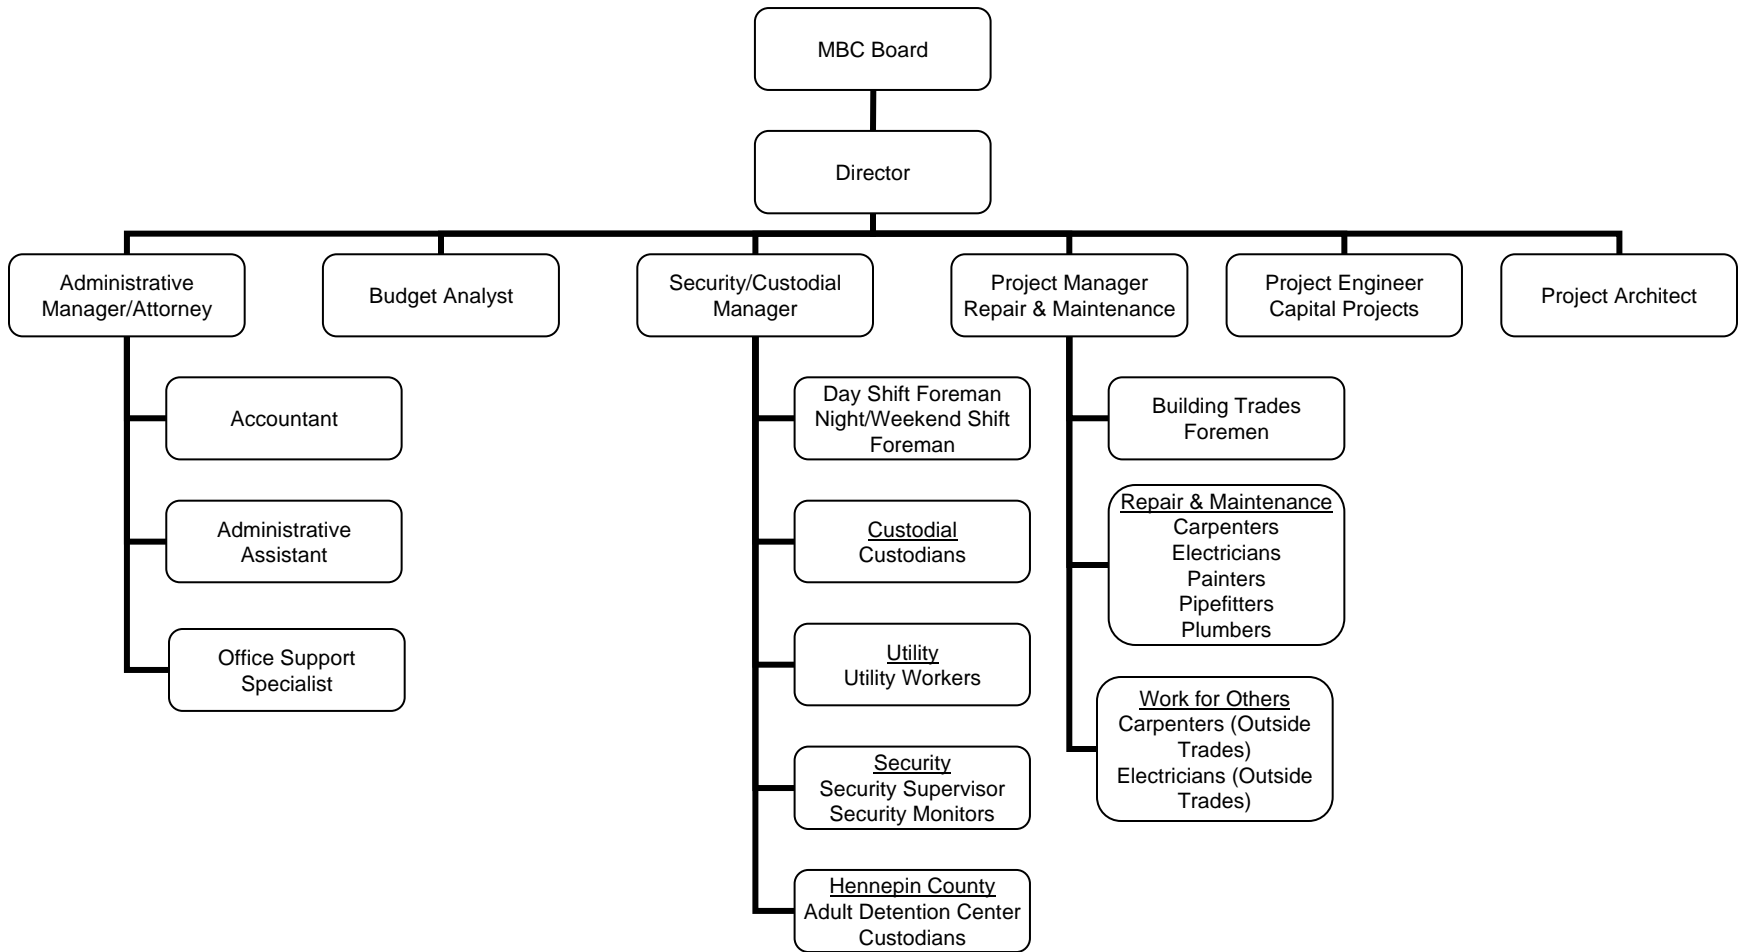 MBC Board
Director
Administrative
Manager/Attorney
Budget Analyst
Security/Custodial
Manager
Project Manager
Repair & Maintenance
Project Engineer
Capital Projects
Project Architect
Accountant
Administrative
Assistant
Office Support
Specialist
Day Shift Foreman
Night/Weekend Shift
Foreman
Custodial
Custodians
Utility
Utility Workers
Security
Security Supervisor
Security Monitors
Hennepin County
Adult Detention Center
Custodians
Building Trades
Foremen
Repair & Maintenance
Carpenters
Electricians
Painters
Pipefitters
Plumbers
Work for Others
Carpenters (Outside
Trades)
Electricians (Outside
Trades)